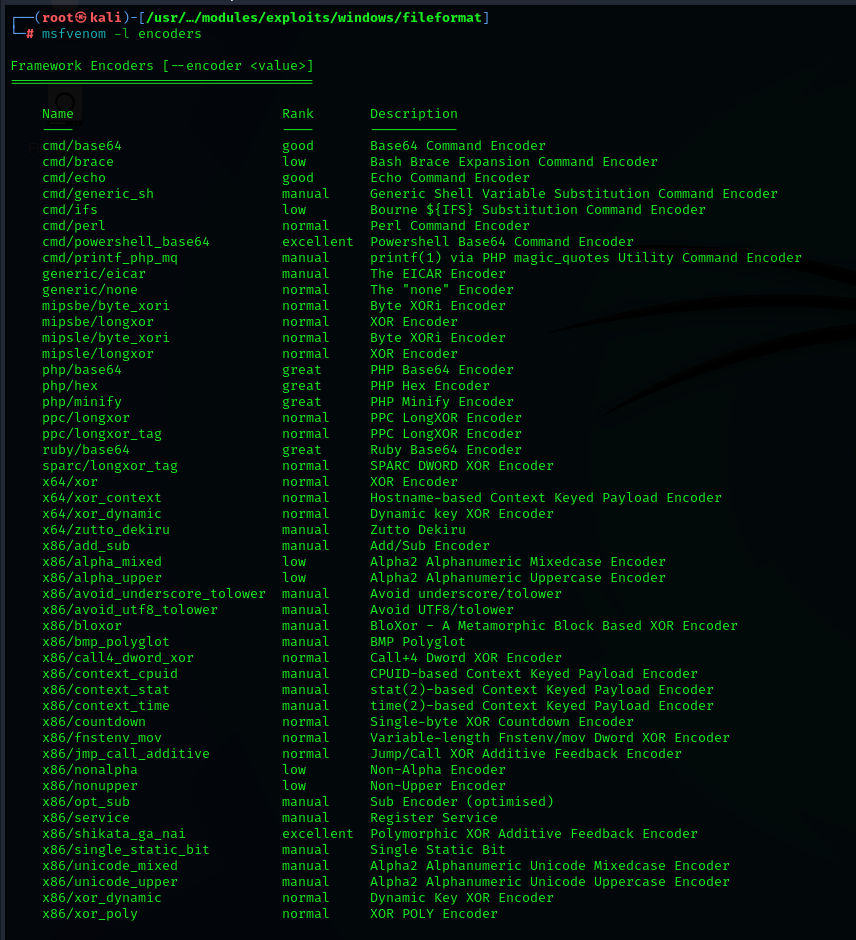 ┌──(root㉿kali)-[/usr/…/modules/exploits/windows/fileformat]
└─# msfvenom -l encoders
Framework Encoders [--encoder <value>]
======================================
Name Rank Description
---- ---- -----------
cmd/base64 good Base64 Command Encoder
cmd/brace low Bash Brace Expansion Command Encoder
cmd/echo good Echo Command Encoder
cmd/generic_sh manual Generic Shell Variable Substitution Command Encoder
cmd/ifs low Bourne ${IFS} Substitution Command Encoder
cmd/perl normal Perl Command Encoder
cmd/powershell_base64 excellent Powershell Base64 Command Encoder
cmd/printf_php_mq manual printf(1) via PHP magic_quotes Utility Command Encoder
generic/eicar manual The EICAR Encoder
generic/none normal The "none" Encoder
mipsbe/byte_xori normal Byte XORi Encoder
mipsbe/longxor normal XOR Encoder
mipsle/byte_xori normal Byte XORi Encoder
mipsle/longxor normal XOR Encoder
php/base64 great PHP Base64 Encoder
php/hex great PHP Hex Encoder
php/minify great PHP Minify Encoder
ppc/longxor normal PPC LongXOR Encoder
ppc/longxor_tag normal PPC LongXOR Encoder
ruby/base64 great Ruby Base64 Encoder
sparc/longxor_tag normal SPARC DWORD XOR Encoder
x64/xor normal XOR Encoder
x64/xor_context normal Hostname-based Context Keyed Payload Encoder
x64/xor_dynamic normal Dynamic key XOR Encoder
x64/zutto_dekiru manual Zutto Dekiru
x86/add_sub manual Add/Sub Encoder
x86/alpha_mixed low Alpha2 Alphanumeric Mixedcase Encoder
x86/alpha_upper low Alpha2 Alphanumeric Uppercase Encoder
x86/avoid_underscore_tolower manual Avoid underscore/tolower
x86/avoid_utf8_tolower manual Avoid UTF8/tolower
x86/bloxor manual BloXor - A Metamorphic Block Based XOR Encoder
x86/bmp_polyglot manual BMP Polyglot
x86/call4_dword_xor normal Call+4 Dword XOR Encoder
x86/context_cpuid manual CPUID-based Context Keyed Payload Encoder
x86/context_stat manual stat(2)-based Context Keyed Payload Encoder
x86/context_time manual time(2)-based Context Keyed Payload Encoder
x86/countdown normal Single-byte XOR Countdown Encoder
x86/fnstenv_mov normal Variable-length Fnstenv/mov Dword XOR Encoder
x86/jmp_call_additive normal Jump/Call XOR Additive Feedback Encoder
x86/nonalpha low Non-Alpha Encoder
x86/nonupper low Non-Upper Encoder
x86/opt_sub manual Sub Encoder (optimised)
x86/service manual Register Service
x86/shikata_ga_nai excellent Polymorphic XOR Additive Feedback Encoder
x86/single_static_bit manual Single Static Bit
x86/unicode_mixed manual Alpha2 Alphanumeric Unicode Mixedcase Encoder
x86/unicode_upper manual Alpha2 Alphanumeric Unicode Uppercase Encoder
x86/xor_dynamic normal Dynamic Key XOR Encoder
x86/xor_poly normal XOR POLY Encoder